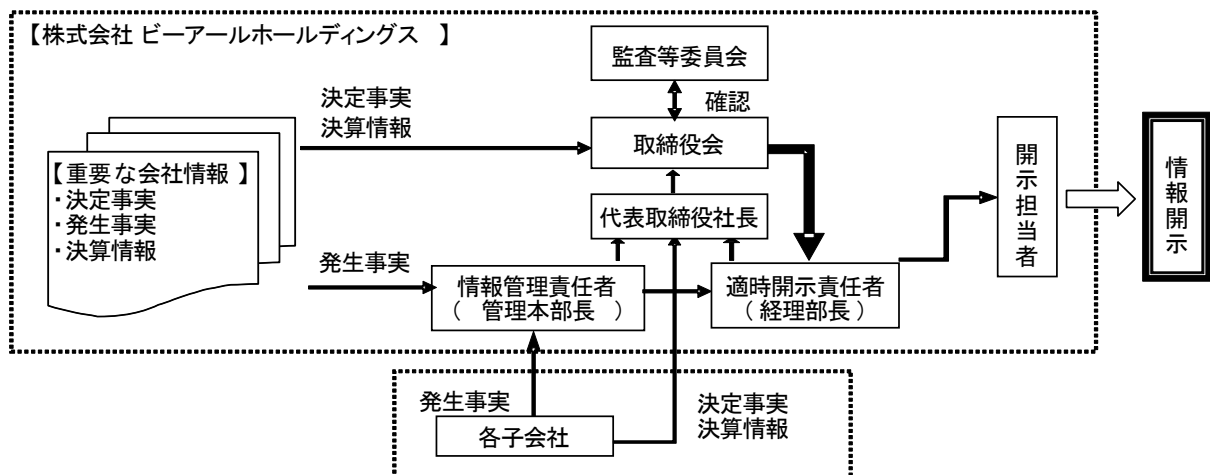 【株式会社 ビーアールホールディングス 】
監査等委員会
確認
決定事実
決算情報
取締役会
【重要な会社情報 】
・決定事実
・発生事実
・決算情報
代表取締役社長
発生事実
情報管理責任者
( 管理本部長 )
適時開示責任者
( 経理部長 )
開示担当者
情報開示
発生事実
各子会社
決定事実
決算情報